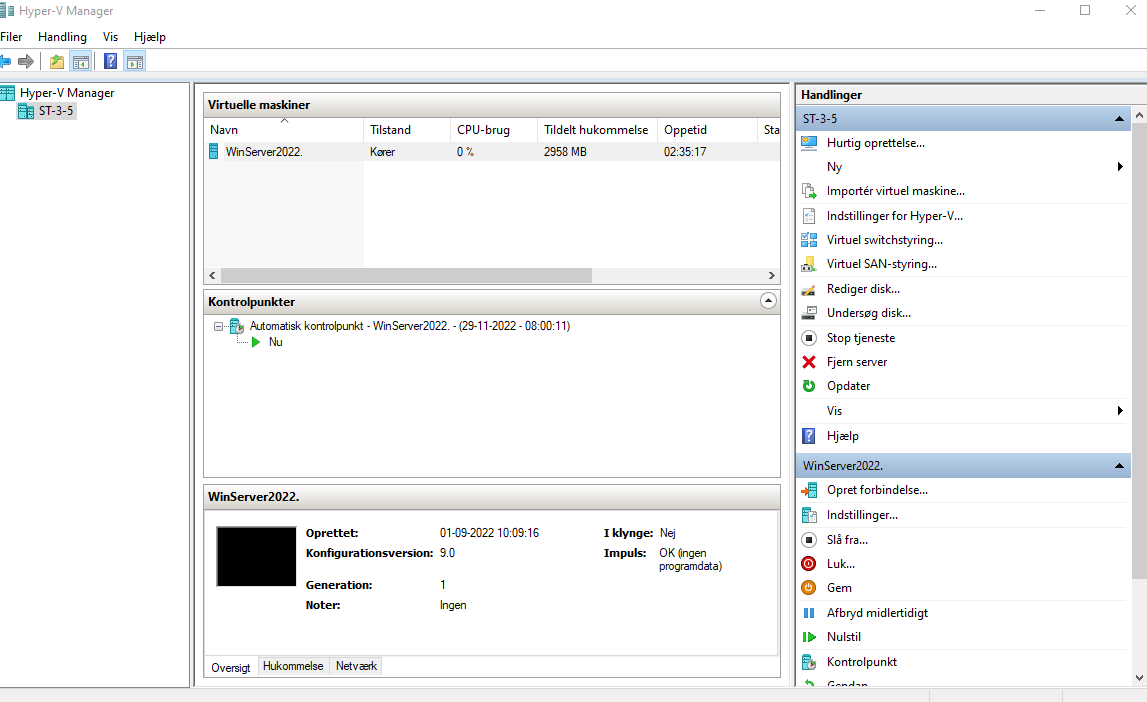 Hyper-V Manager
Filer Handling Vis Hjælp
Hyper-V Manager
ST-3-5
Virtuelle maskiner
Navn Tilstand CPU-brug Tildelt hukommelse Oppetid Sta
WinServer2022. Kører 0 % 2958 MB 02:35:17
Kontrolpunkter
Automatisk kontrolpunkt - WinServer2022. - (29-11-2022 - 08:00:11)
Nu
WinServer2022.
Oprettet: 01-09-2022 10:09:16 I klynge: Nej
Konfigurationsversion: 9.0 Impuls: OK (ingen
programdata)
Generation: 1
Noter: Ingen
Oversigt Hukommelse Netværk
Handlinger
ST-3-5
Hurtig oprettelse...
Ny
Importér virtuel maskine...
Indstillinger for Hyper-V...
Virtuel switchstyring...
Virtuel SAN-styring...
Rediger disk...
Undersøg disk...
Stop tjeneste
Fjern server
Opdater
Vis
Hjælp
WinServer2022.
Opret forbindelse...
Indstillinger...
Slå fra...
Luk...
Gem
Afbryd midlertidigt
Nulstil
Kontrolpunkt
Gendan